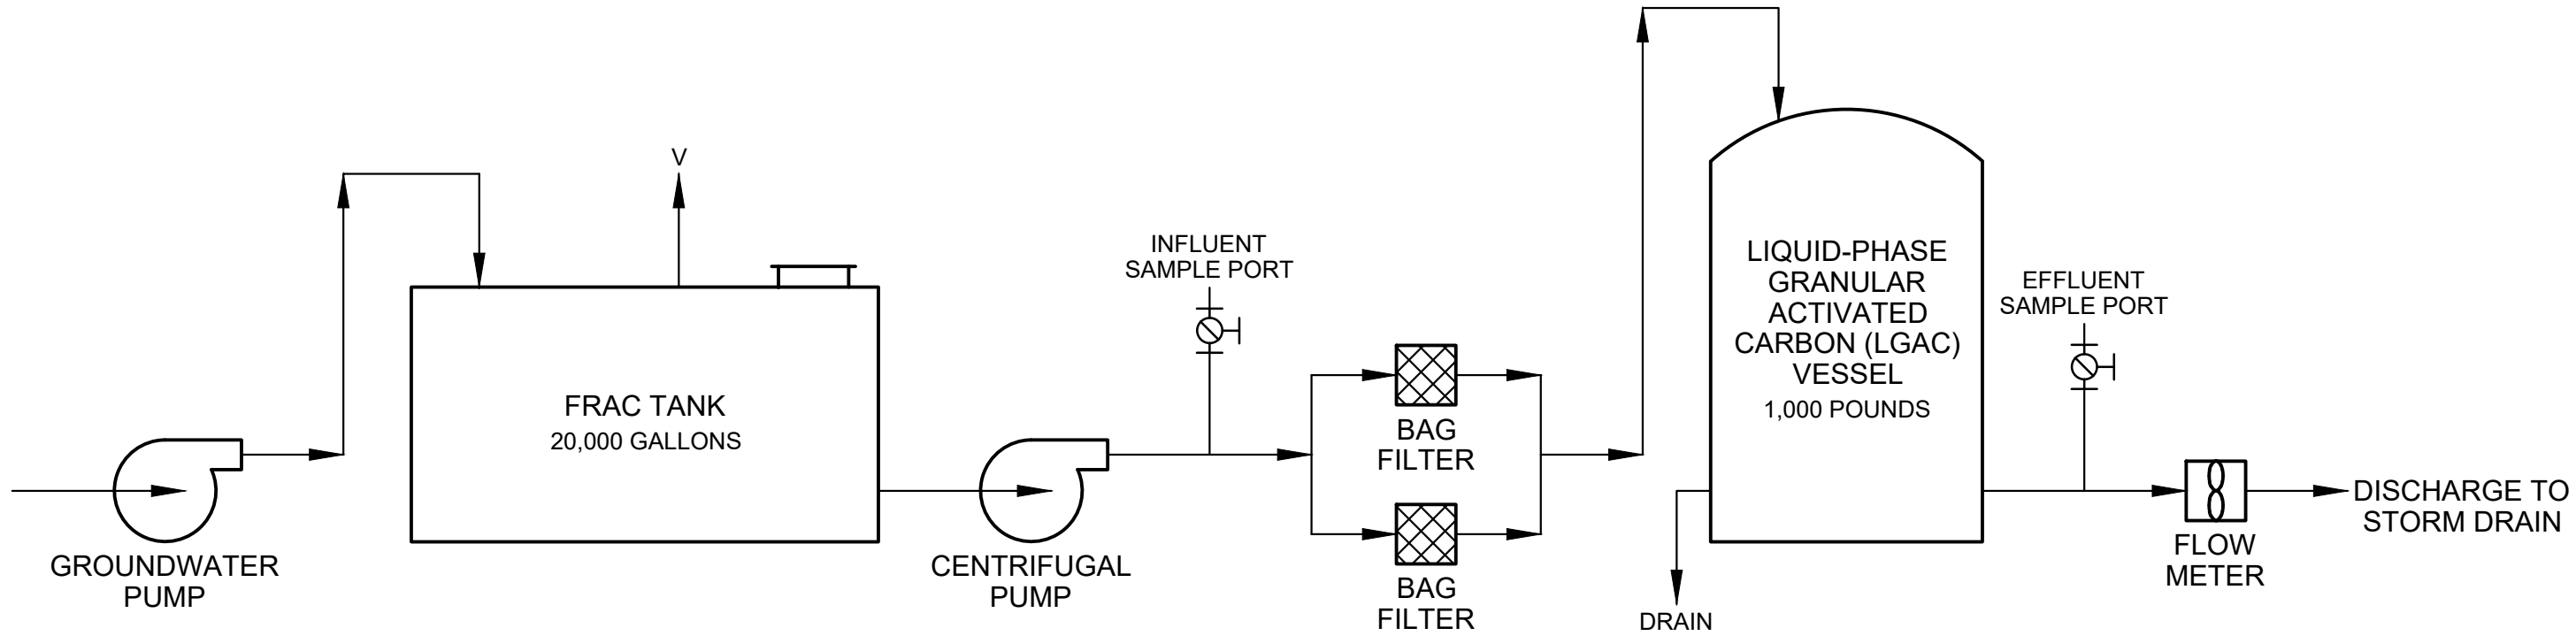 GROUNDWATER
PUMP
V
FRAC TANK
20,000 GALLONS
CENTRIFUGAL
PUMP
INFLUENT
SAMPLE PORT
BAG
FILTER
BAG
FILTER
LIQUID-PHASE
GRANULAR
ACTIVATED
CARBON (LGAC)
VESSEL
1,000 POUNDS
DRAIN
EFFLUENT
SAMPLE PORT
FLOW
METER
DISCHARGE TO
STORM DRAIN